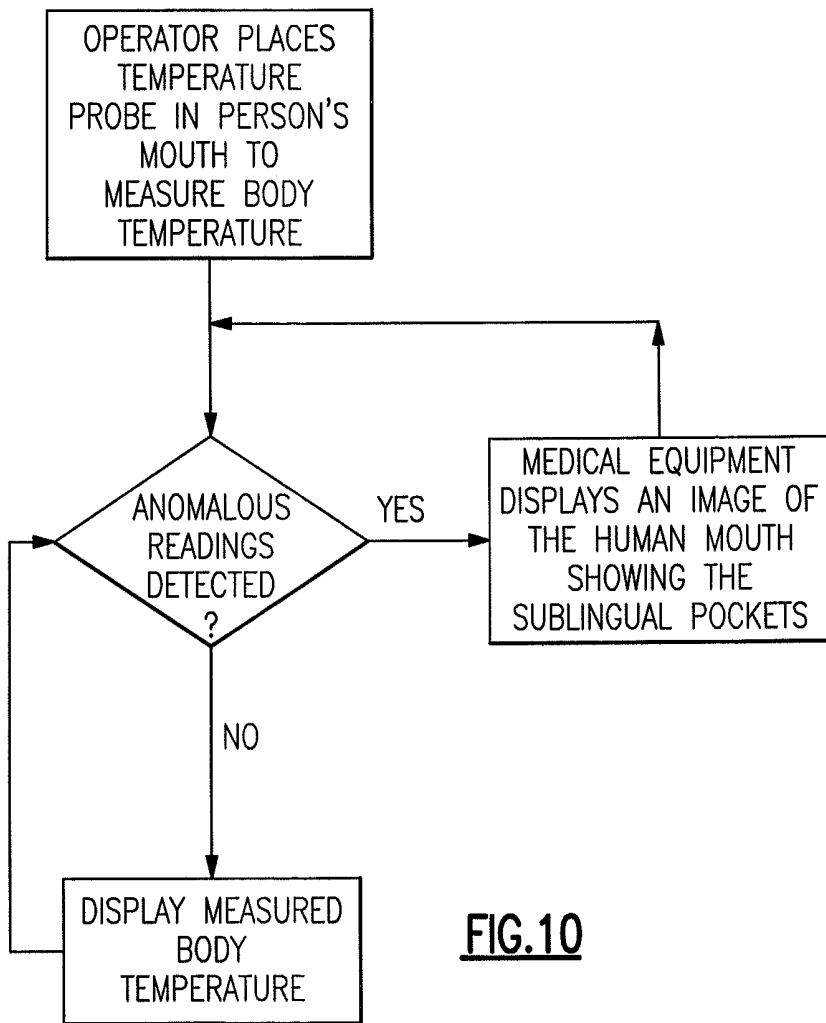 OPERATOR PLACES
TEMPERATURE
PROBE IN PERSON'S
MOUTH TO
MEASURE BODY
TEMPERATURE
ANOMALOUS
READINGS
DETECTED
?
YES
MEDICAL EQUIPMENT
DISPLAYS AN IMAGE OF
THE HUMAN MOUTH
SHOWING THE
SUBLINGUAL POCKETS
NO
DISPLAY MEASURED
BODY
TEMPERATURE
FIG.10